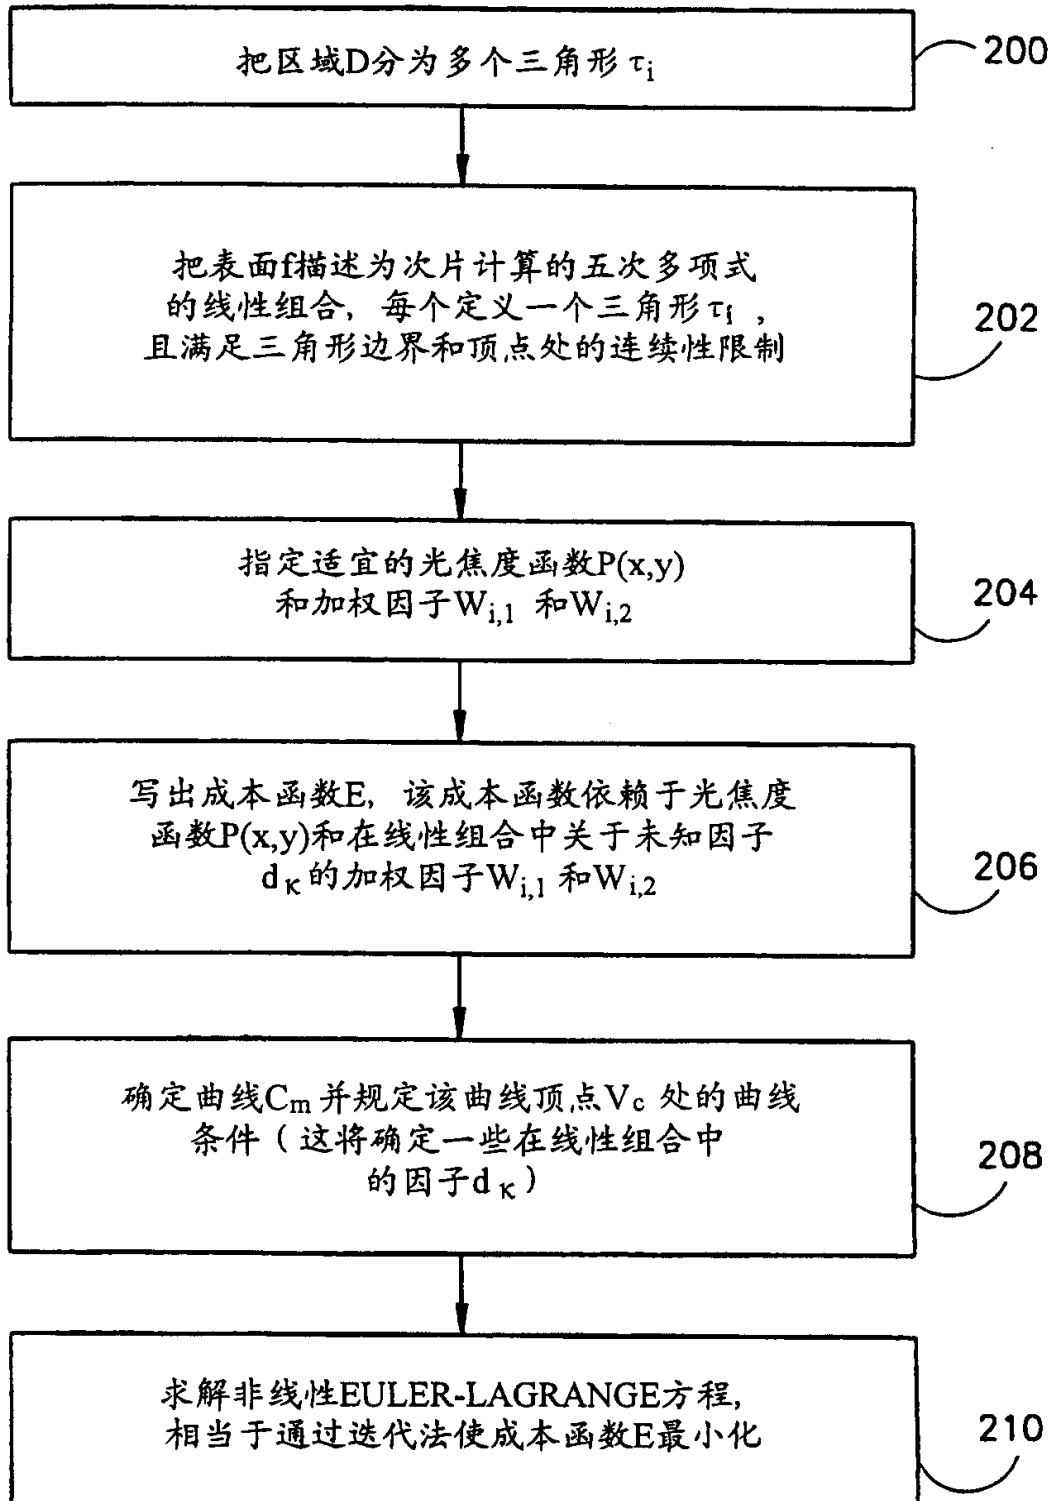 把区域D分为多个三角形 τi
200
把表面f描述为次片计算的五次多项式
的线性组合，每个定义一个三角形 τi ，
且满足三角形边界和顶点处的连续性限制
202
指定适宜的光焦度函数P(x,y)
和加权因子Wi,1 和Wi,2
204
写出成本函数E，该成本函数依赖于光焦度
函数P(x,y)和在线性组合中关于未知因子
dκ的加权因子Wi,1 和Wi,2
206
确定曲线Cm并规定该曲线顶点Vc 处的曲线
条件（这将确定一些在线性组合中
的因子dκ）
208
求解非线性EULER-LAGRANGE方程，
相当于通过迭代法使成本函数E最小化
210